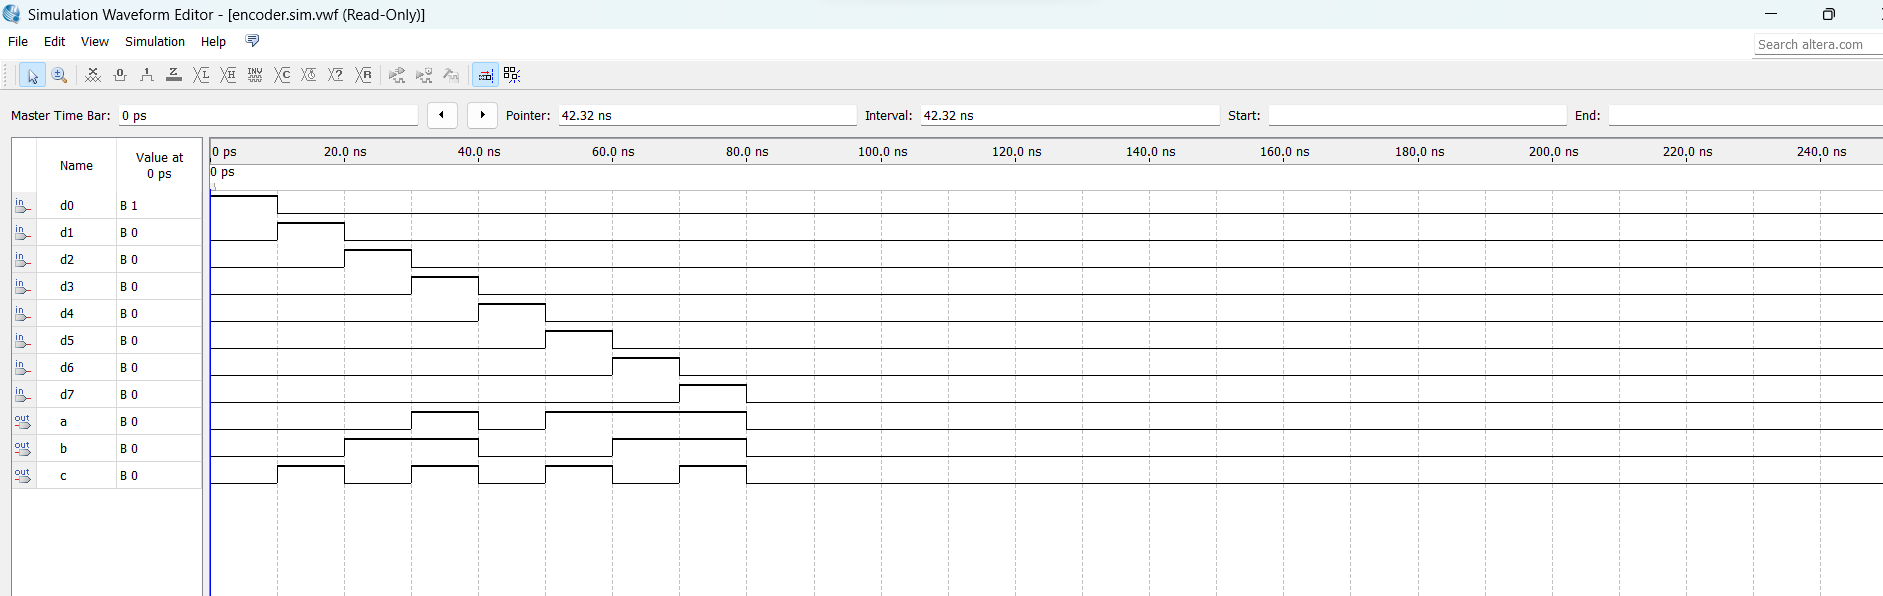 Simulation Waveform Editor - [encoder.sim.vwf (Read-Only)]
File Edit View Simulation Help
Search altera.com
Master Time Bar: 0 ps Pointer: 42.32 ns Interval: 42.32 ns Start: End:
Name Value at 0 ps
0 ps 20.0 ns 40.0 ns 60.0 ns 80.0 ns 100.0 ns 120.0 ns 140.0 ns 160.0 ns 180.0 ns 200.0 ns 220.0 ns 240.0 ns
0 ps
in d0 B 1
in d1 B 0
in d2 B 0
in d3 B 0
in d4 B 0
in d5 B 0
in d6 B 0
in d7 B 0
out a B 0
out b B 0
out c B 0